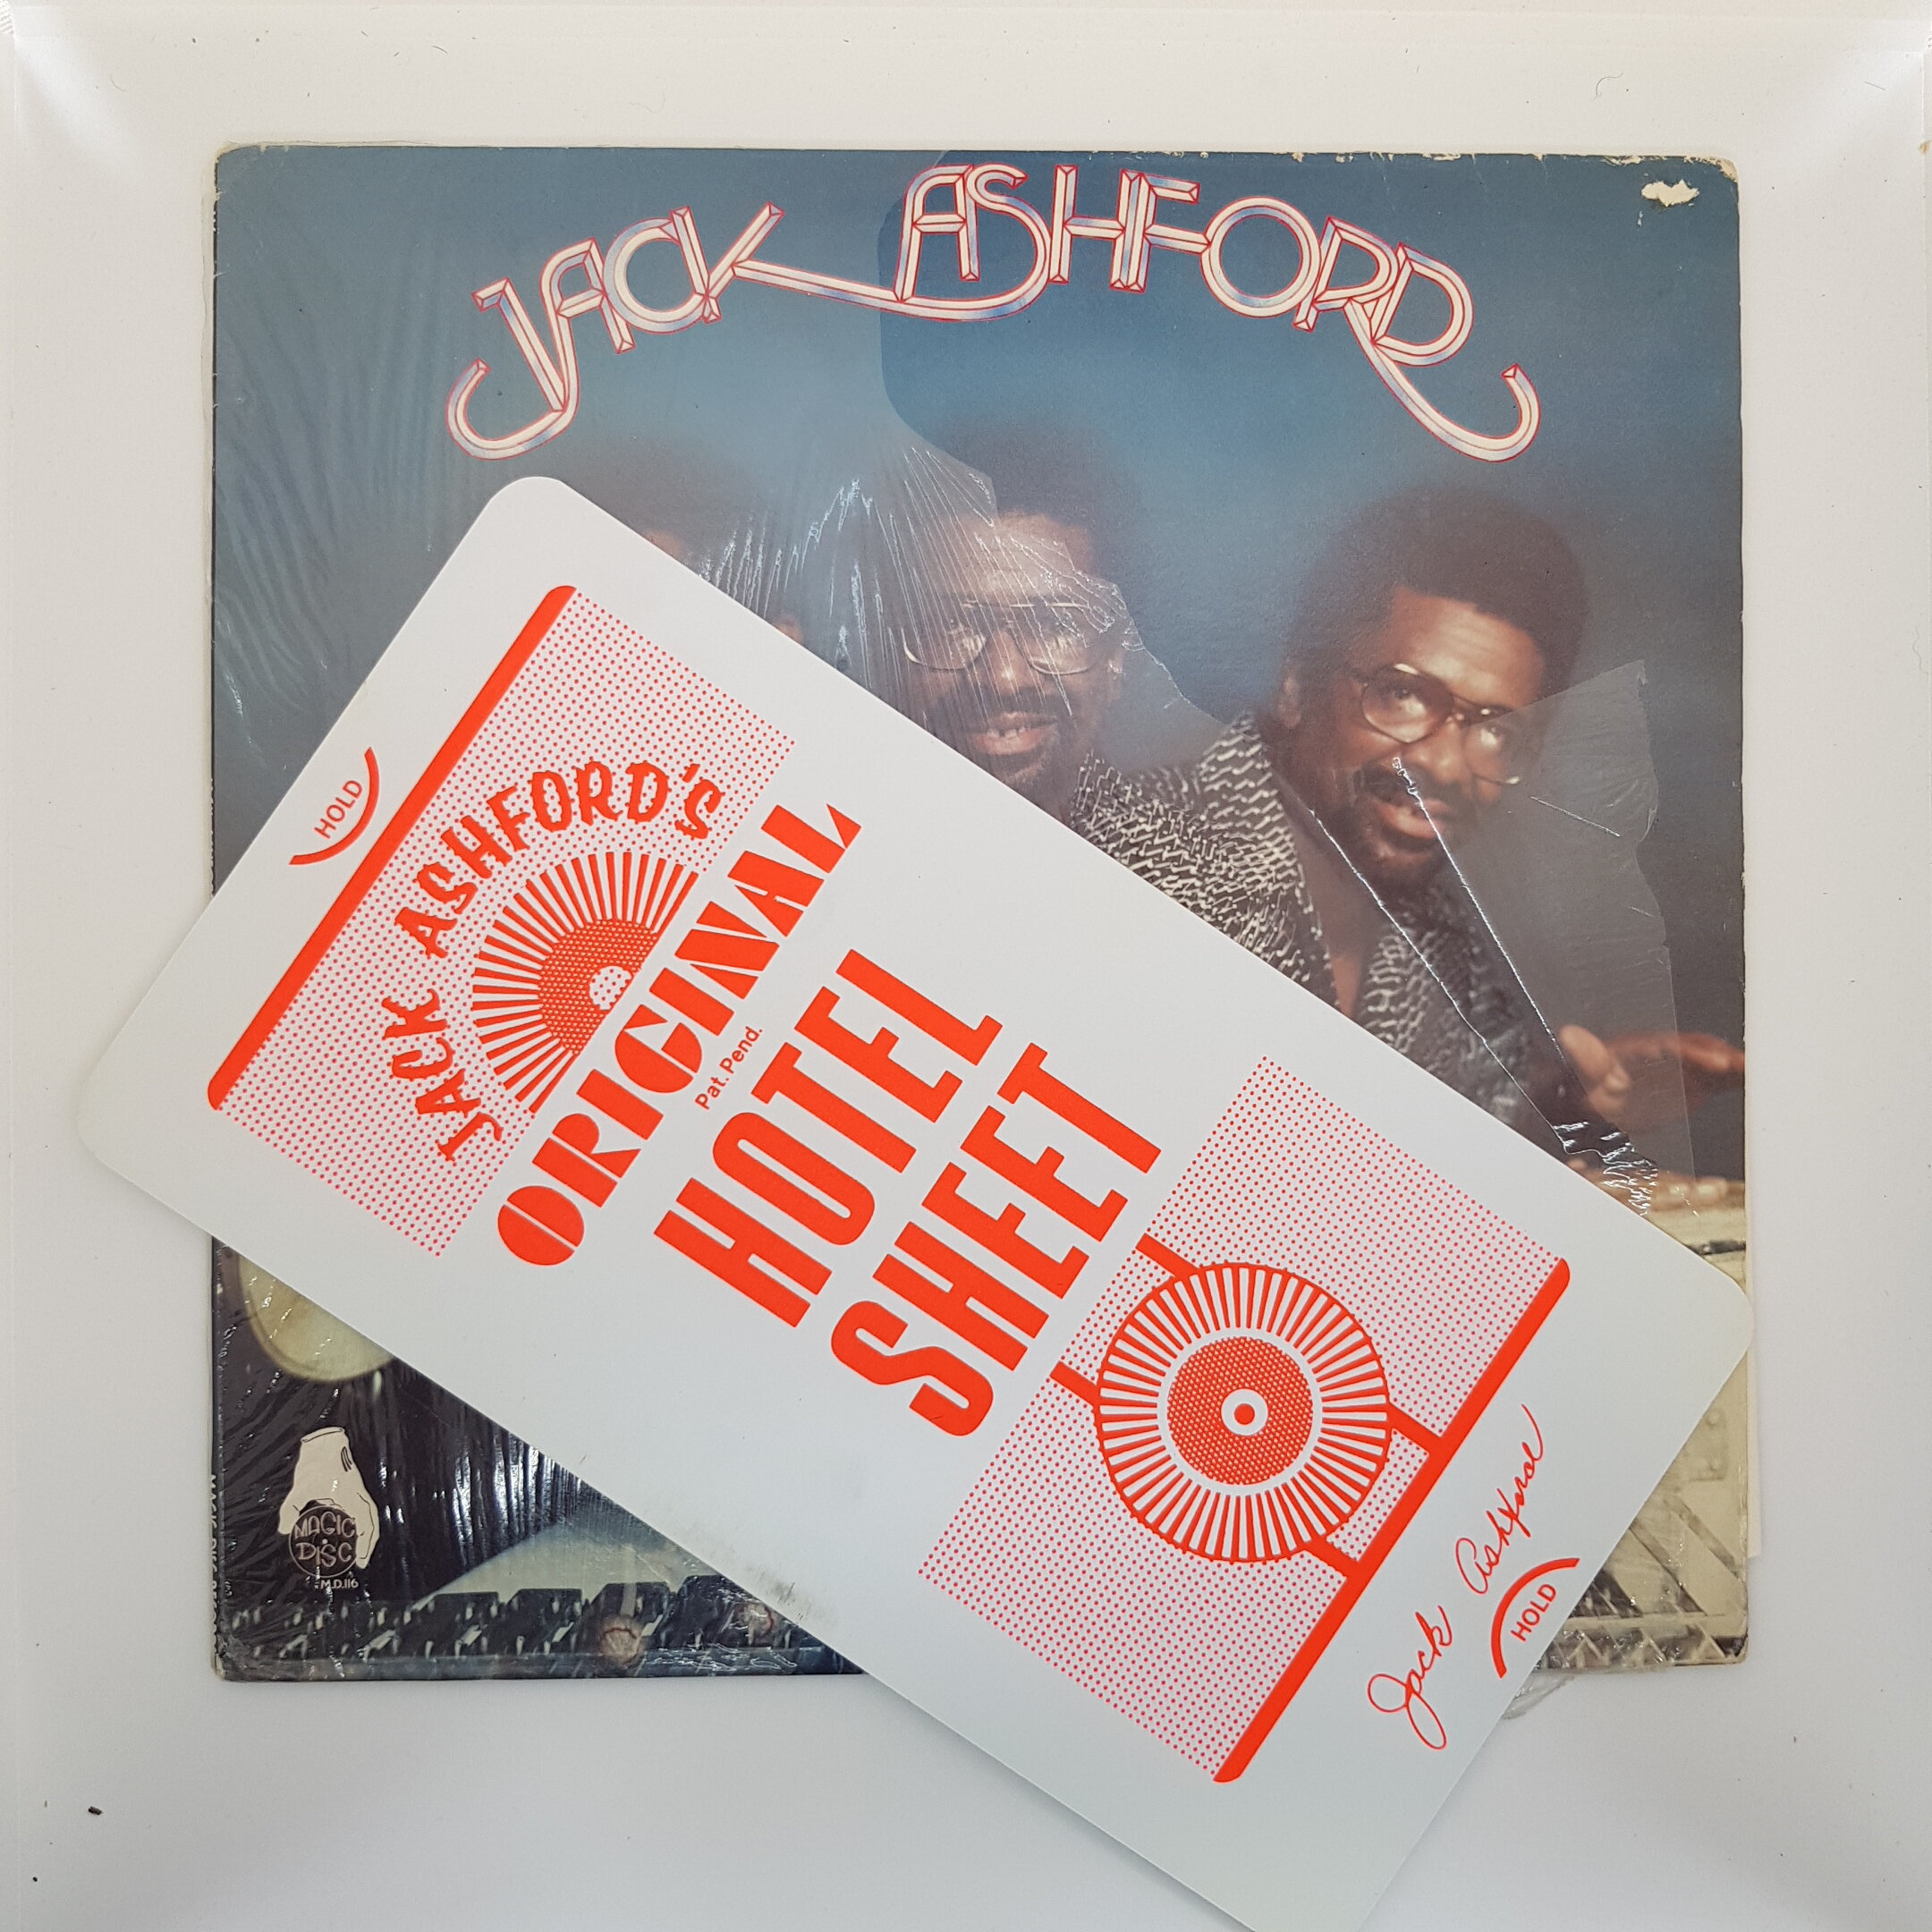 JACK ASHFORD
HOLD
JACK ASHFORD'S
ORIGINAL
Pat. Pend.
HOTEL
SHEET
Jack Ashford
HOLD
MAGIC
DISC
M.D.116